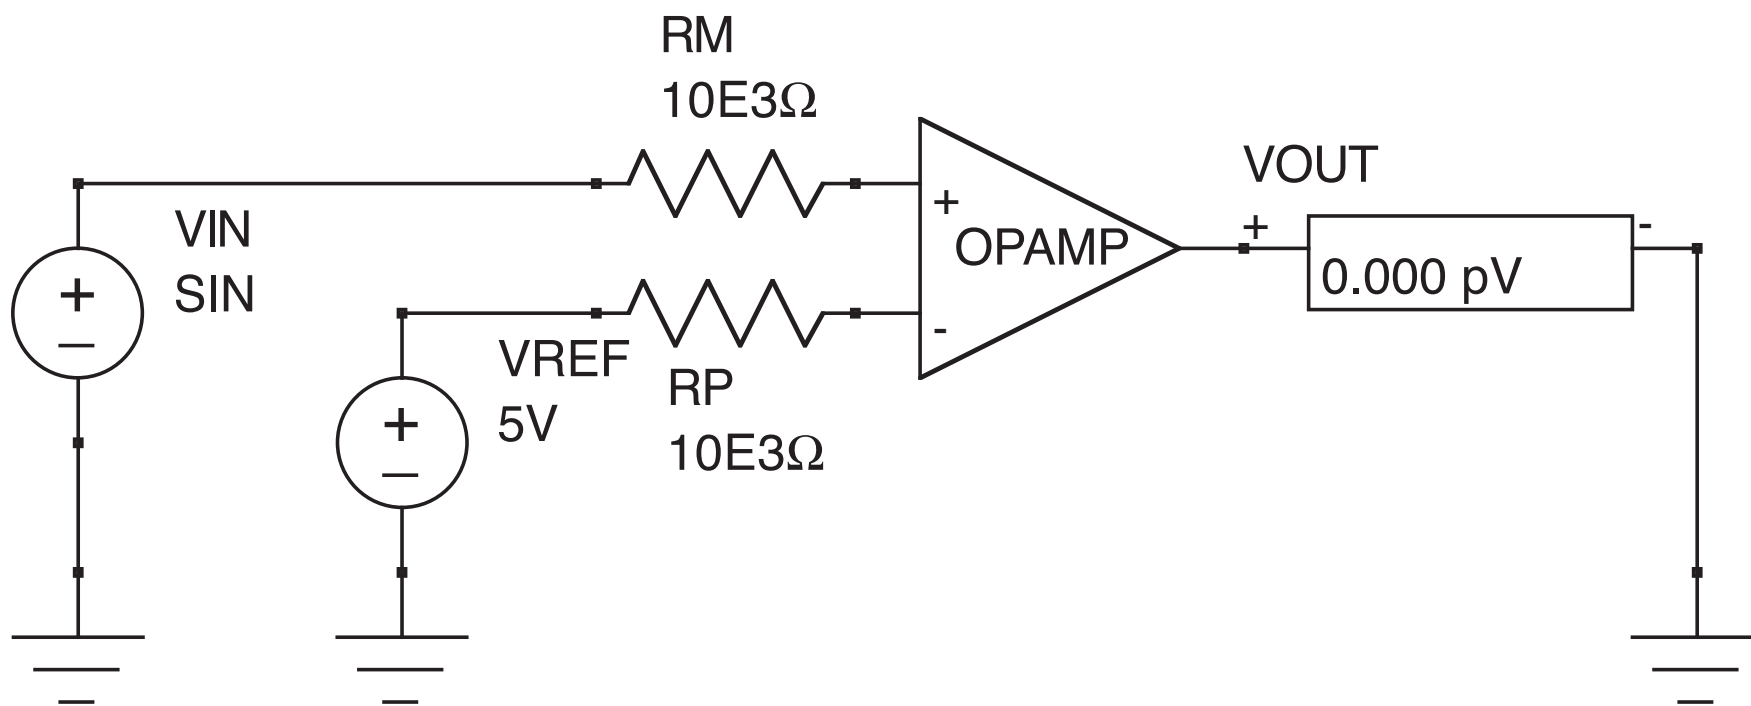 RM
10E3Ω
VIN
SIN
+
−
+
OPAMP
-
VOUT
+
-
0.000 pV
VREF
5V
+
−
RP
10E3Ω